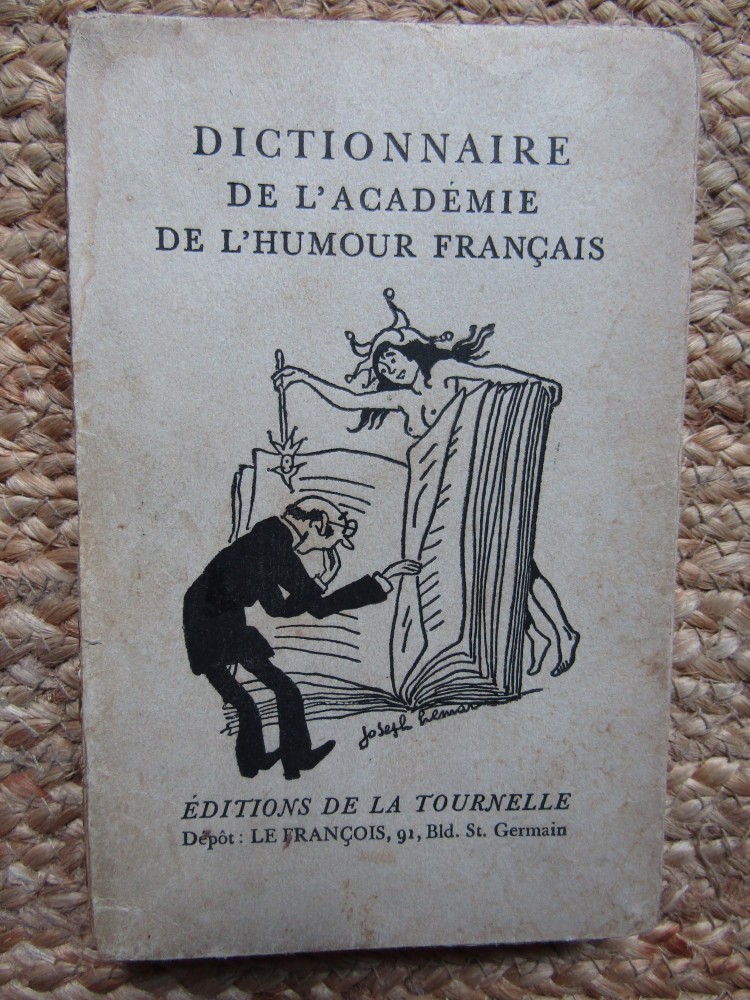 DICTIONNAIRE
DE L'ACADÉMIE
DE L'HUMOUR FRANÇAIS
Joseph Hémard
ÉDITIONS DE LA TOURNELLE
Dépôt : LE FRANÇOIS, 91, Bld. St. Germain